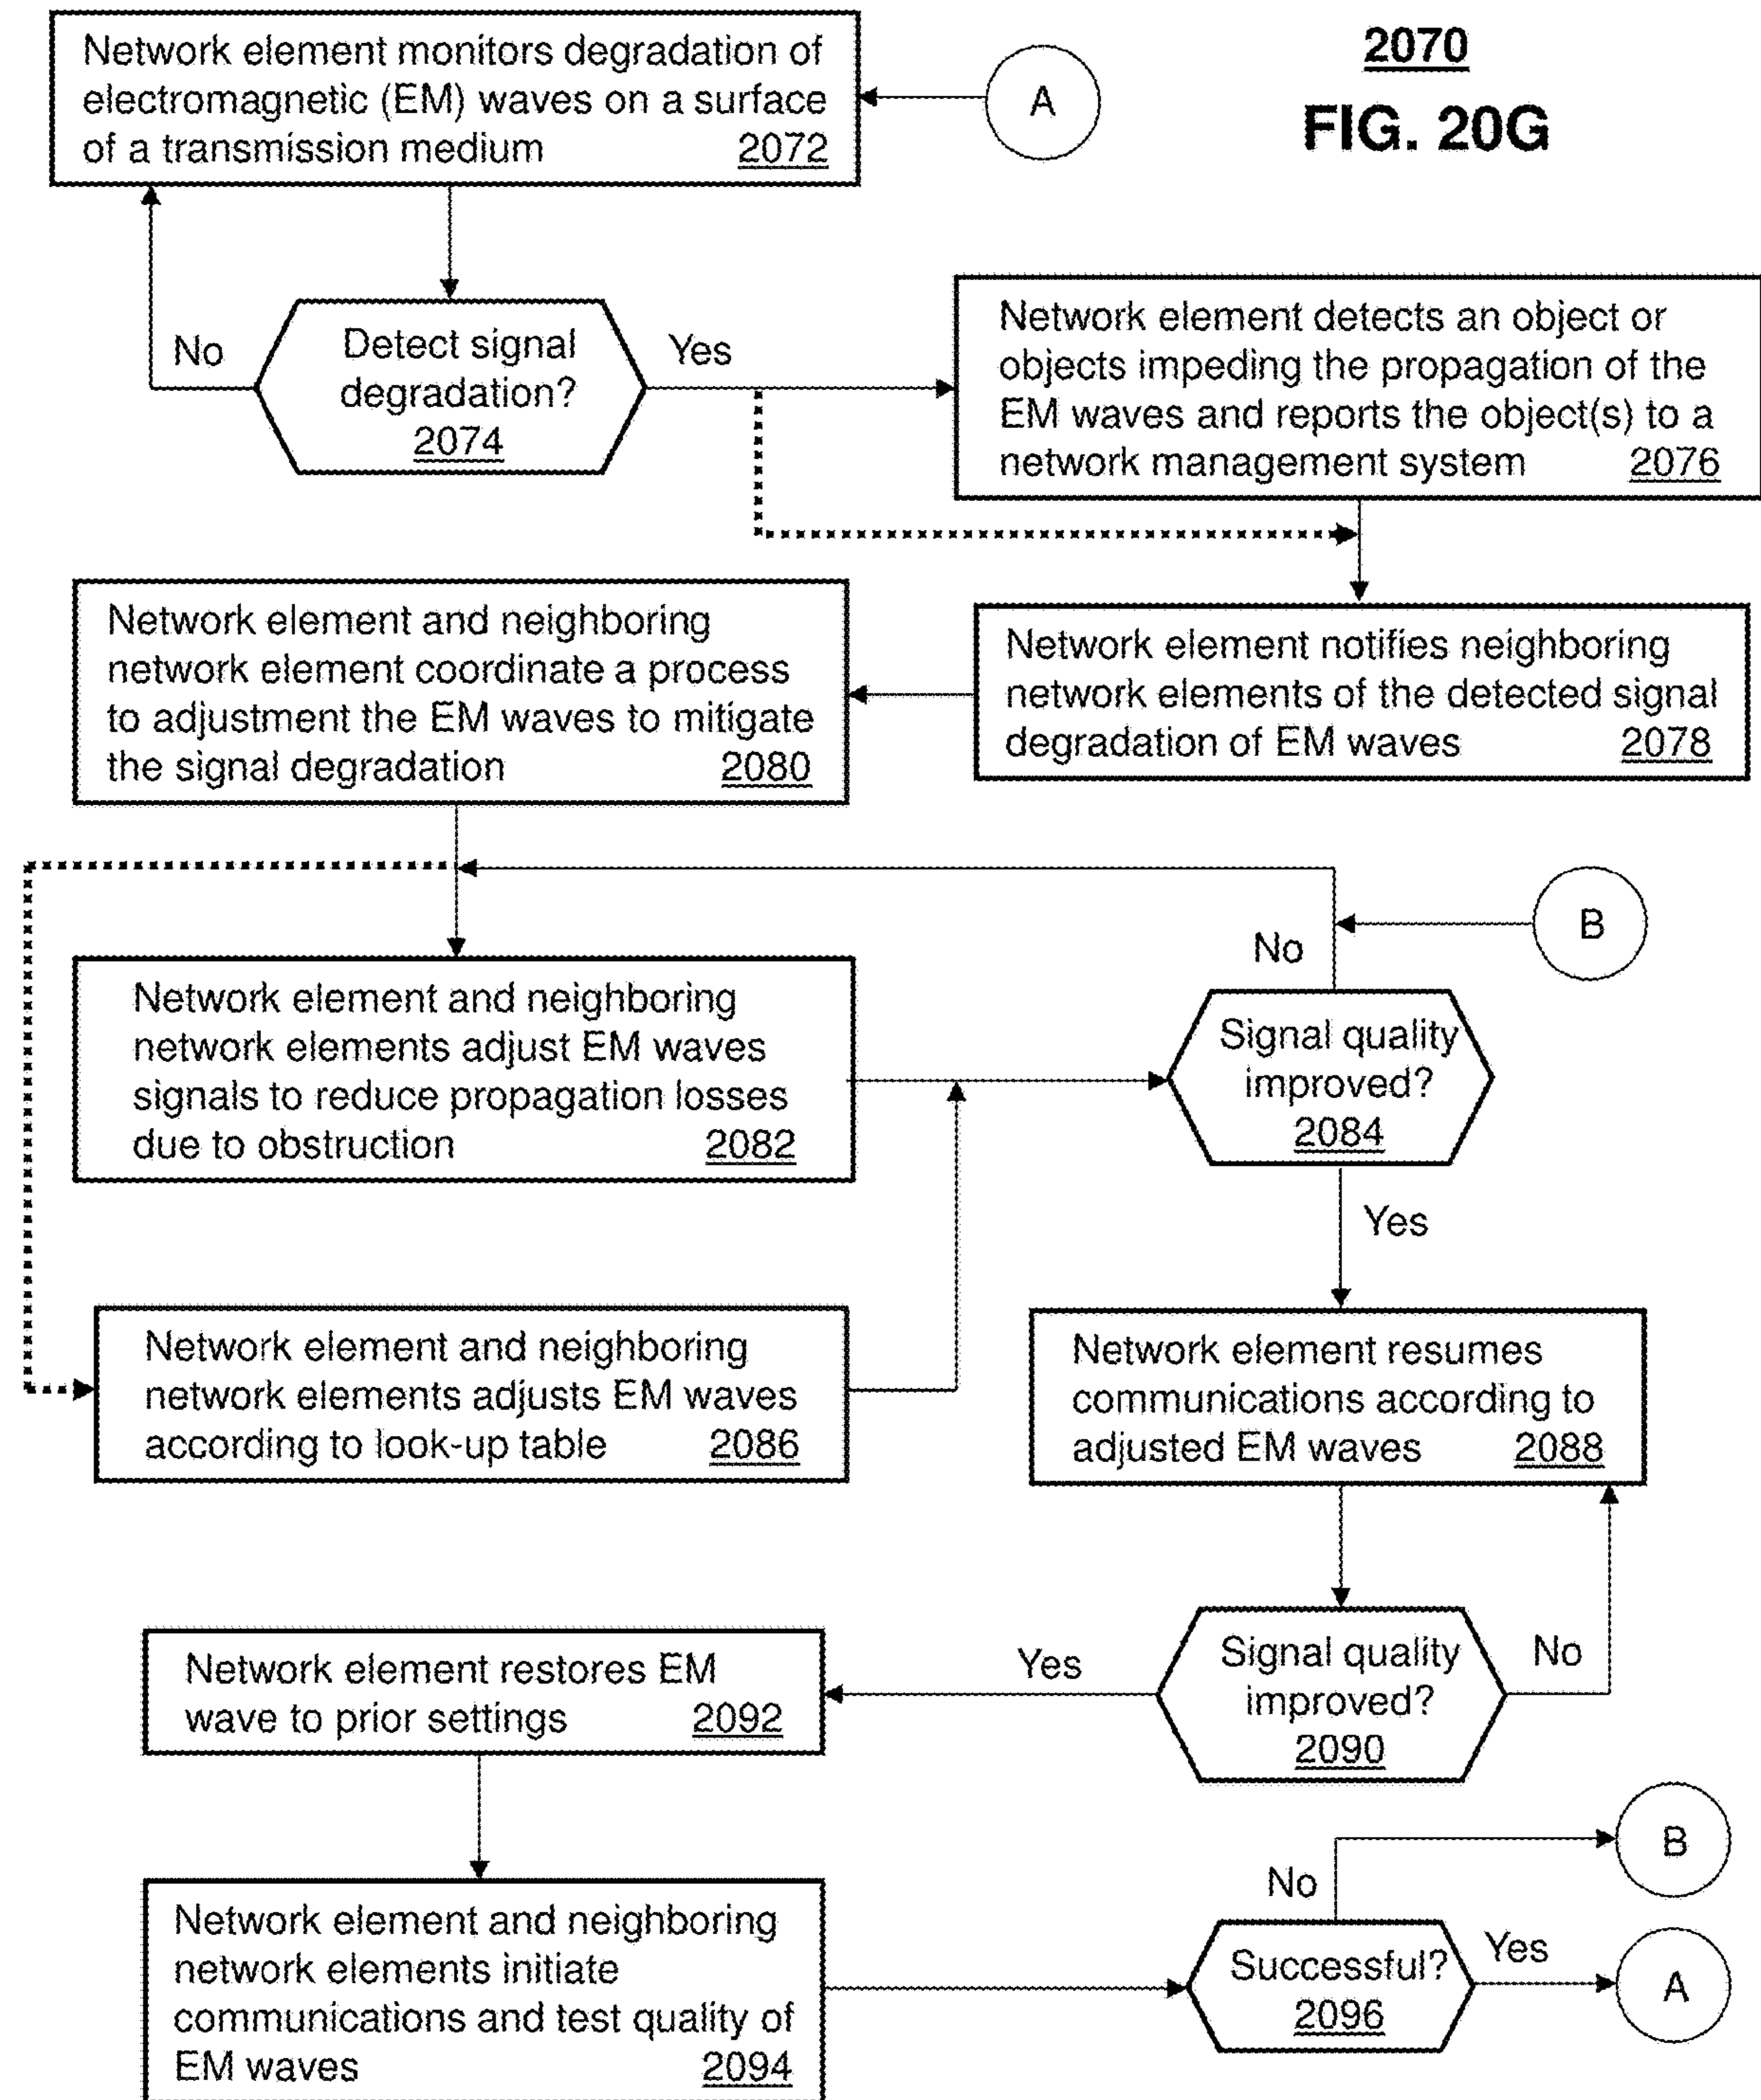 2070
FIG. 20G
Network element monitors degradation of
electromagnetic (EM) waves on a surface
of a transmission medium 2072
A
No
Detect signal
degradation?
2074
Yes
Network element detects an object or
objects impeding the propagation of the
EM waves and reports the object(s) to a
network management system 2076
Network element notifies neighboring
network elements of the detected signal
degradation of EM waves 2078
Network element and neighboring
network element coordinate a process
to adjustment the EM waves to mitigate
the signal degradation 2080
B
No
Network element and neighboring
network elements adjust EM waves
signals to reduce propagation losses
due to obstruction 2082
Signal quality
improved?
2084
Yes
Network element and neighboring
network elements adjusts EM waves
according to look-up table 2086
Network element resumes
communications according to
adjusted EM waves 2088
Signal quality
improved?
2090
No
Yes
Network element restores EM
wave to prior settings 2092
Network element and neighboring
network elements initiate
communications and test quality of
EM waves 2094
Successful?
2096
No
B
Yes
A